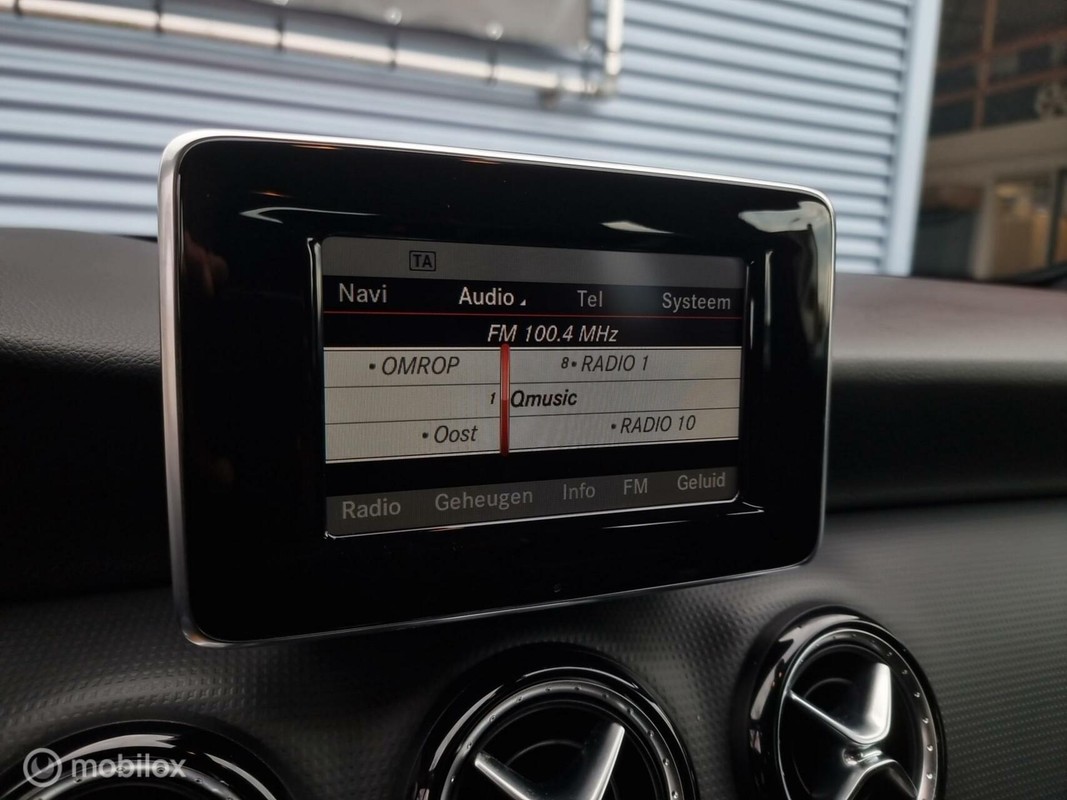 TA
Navi Audio Tel Systeem
FM 100.4 MHz
• OMROP 8• RADIO 1
1 Qmusic
• Oost • RADIO 10
Radio Geheugen Info FM Geluid
mobilox